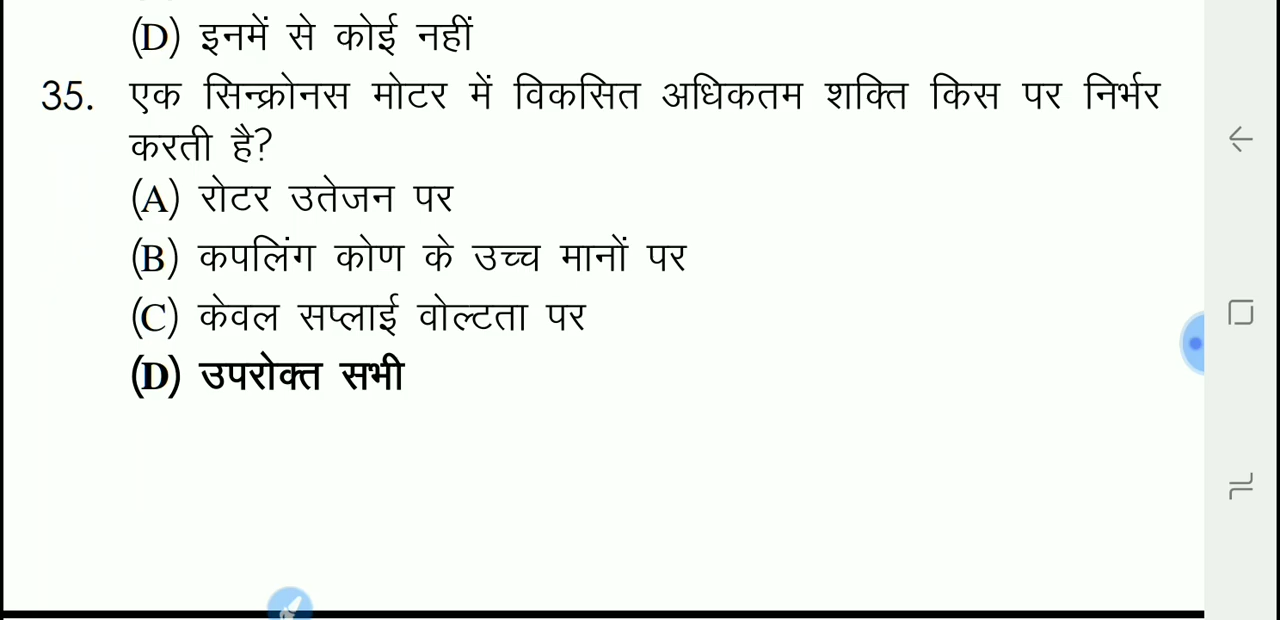 (D) इनमें से कोई नहीं
35. एक सिन्क्रोनस मोटर में विकसित अधिकतम शक्ति किस पर निर्भर
करती है?
(A) रोटर उतेजन पर
(B) कपलिंग कोण के उच्च मानों पर
(C) केवल सप्लाई वोल्टता पर
(D) उपरोक्त सभी